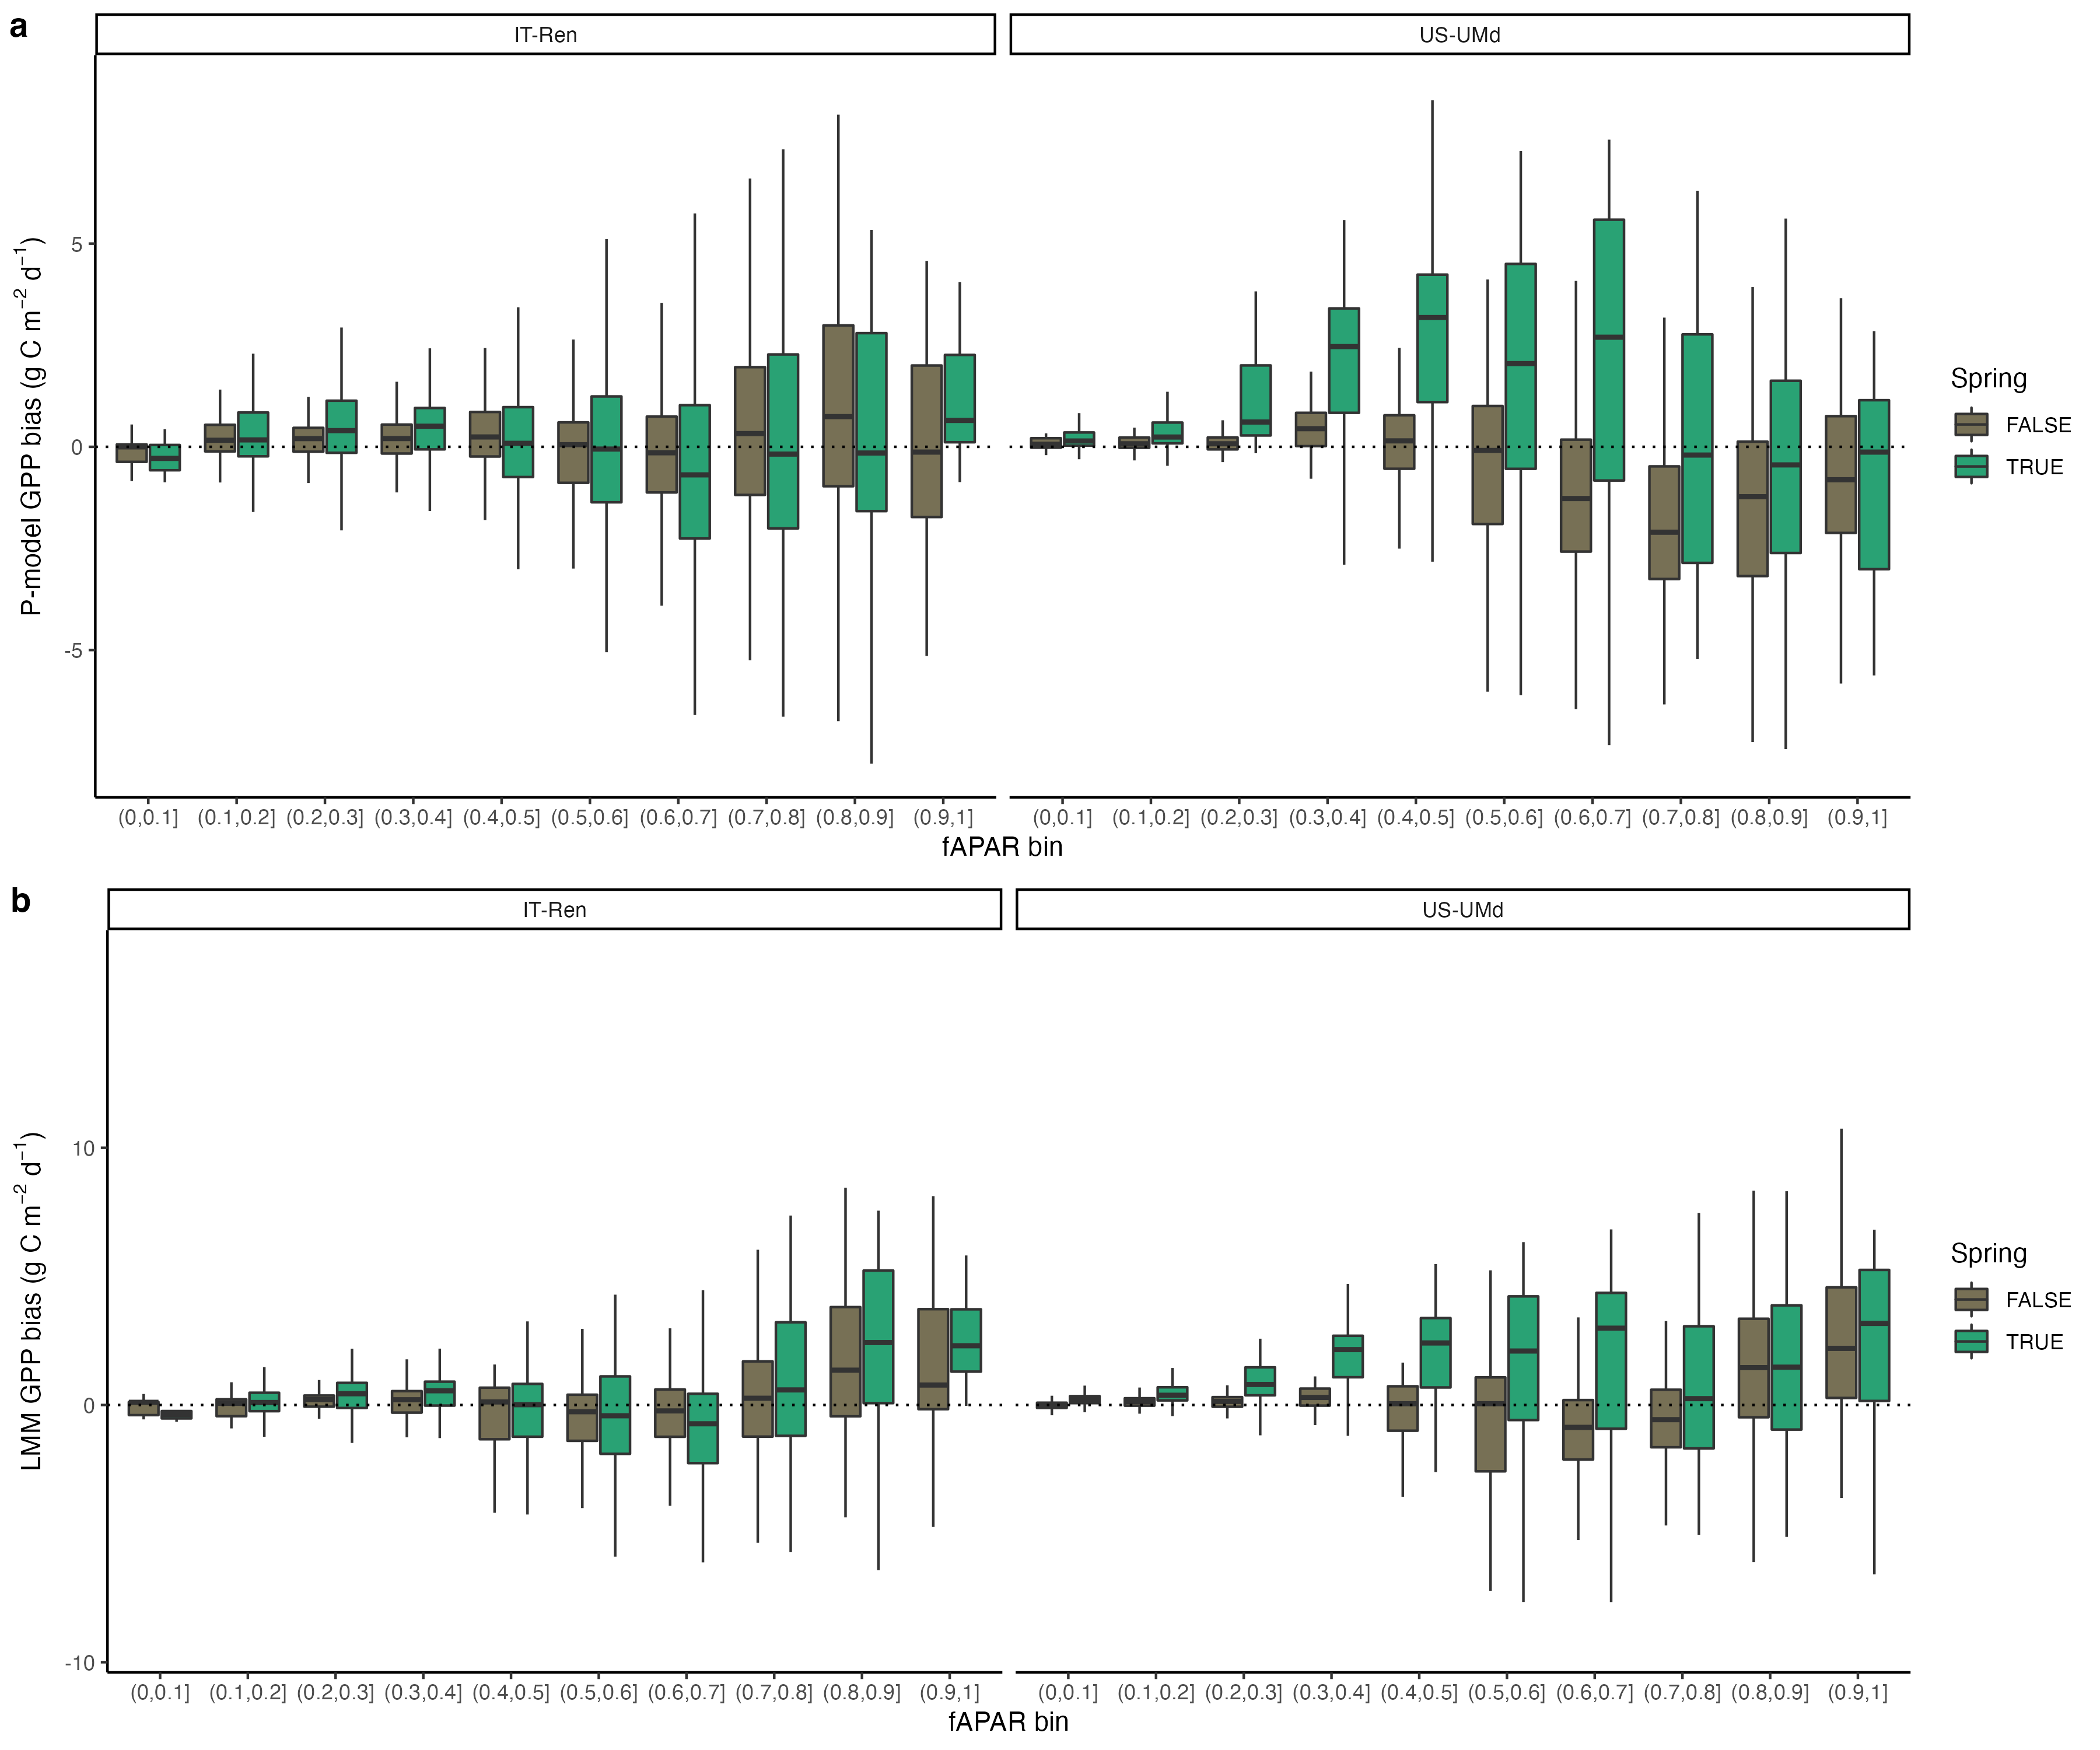 a
IT-Ren US-UMd
P-model GPP bias (g C m⁻² d⁻¹)
5
0
-5
(0,0.1] (0.1,0.2] (0.2,0.3] (0.3,0.4] (0.4,0.5] (0.5,0.6] (0.6,0.7] (0.7,0.8] (0.8,0.9] (0.9,1] (0,0.1] (0.1,0.2] (0.2,0.3] (0.3,0.4] (0.4,0.5] (0.5,0.6] (0.6,0.7] (0.7,0.8] (0.8,0.9] (0.9,1]
fAPAR bin
Spring
FALSE
TRUE
b
IT-Ren US-UMd
LMM GPP bias (g C m⁻² d⁻¹)
10
0
-10
(0,0.1] (0.1,0.2] (0.2,0.3] (0.3,0.4] (0.4,0.5] (0.5,0.6] (0.6,0.7] (0.7,0.8] (0.8,0.9] (0.9,1] (0,0.1] (0.1,0.2] (0.2,0.3] (0.3,0.4] (0.4,0.5] (0.5,0.6] (0.6,0.7] (0.7,0.8] (0.8,0.9] (0.9,1]
fAPAR bin
Spring
FALSE
TRUE